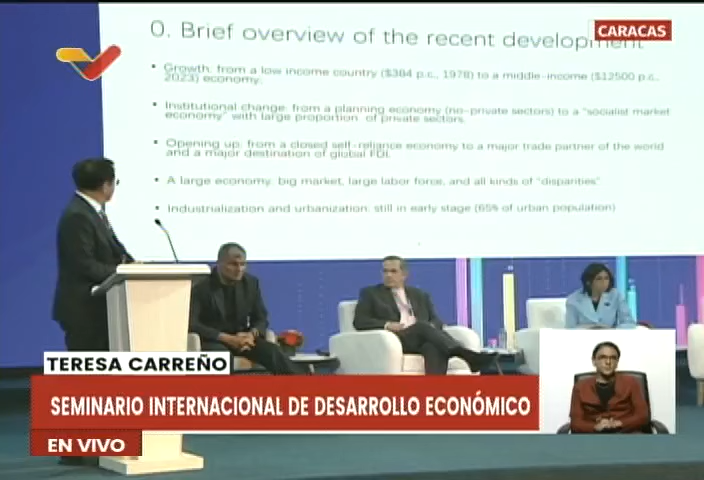 0. Brief overview of the recent development
CARACAS
• Growth: from a low income country ($384 p.c., 1978) to a middle-income ($12500 p.c.,
2023) economy.
• Institutional change: from a planning economy (no-private sectors) to a "socialist market
economy" with large proportion of private sectors.
• Opening up: from a closed self-reliance economy to a major trade partner of the world
and a major destination of global FDI.
• A large economy: big market, large labor force, and all kinds of "disparities"
• Industrialization and urbanization: still in early stage (65% of urban population)
TERESA CARREÑO
SEMINARIO INTERNACIONAL DE DESARROLLO ECONÓMICO
EN VIVO